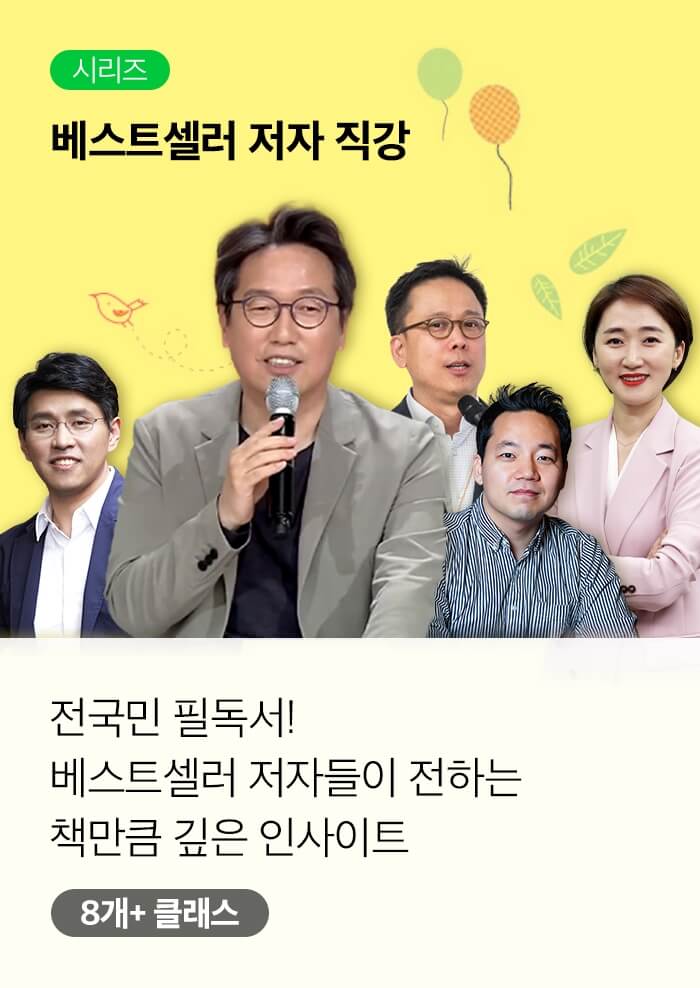 시리즈
베스트셀러 저자 직강
전국민 필독서!
베스트셀러 저자들이 전하는
책만큼 깊은 인사이트
8개+ 클래스